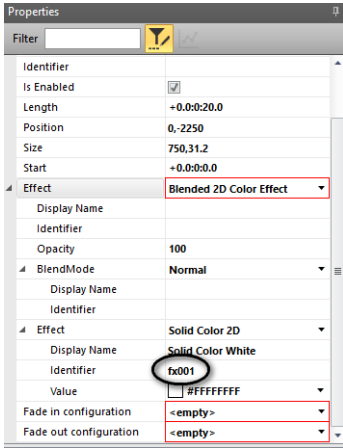 Properties
Filter
Identifier
Is Enabled
Length +0.0:0:20.0
Position 0,-2250
Size 750,31.2
Start +0.0:0:0.0
Effect Blended 2D Color Effect
Display Name
Identifier
Opacity 100
BlendMode Normal
Display Name
Identifier
Effect Solid Color 2D
Display Name Solid Color White
Identifier fx001
Value #FFFFFFFF
Fade in configuration <empty>
Fade out configuration <empty>